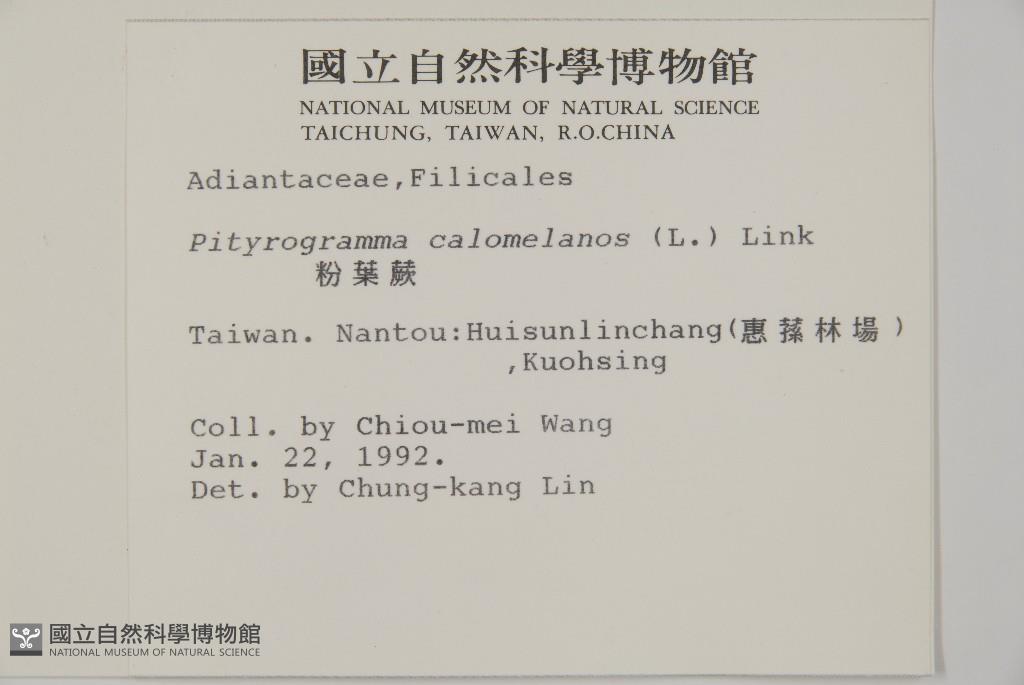 國立自然科學博物館
NATIONAL MUSEUM OF NATURAL SCIENCE
TAICHUNG, TAIWAN, R.O.CHINA
Adiantaceae,Filicales
Pityrogramma calomelanos (L.) Link
粉葉蕨
Taiwan. Nantou:Huisunlinchang(惠蓀林場)
,Kuohsing
Coll. by Chiou-mei Wang
Jan. 22, 1992.
Det. by Chung-kang Lin
國立自然科學博物館
NATIONAL MUSEUM OF NATURAL SCIENCE